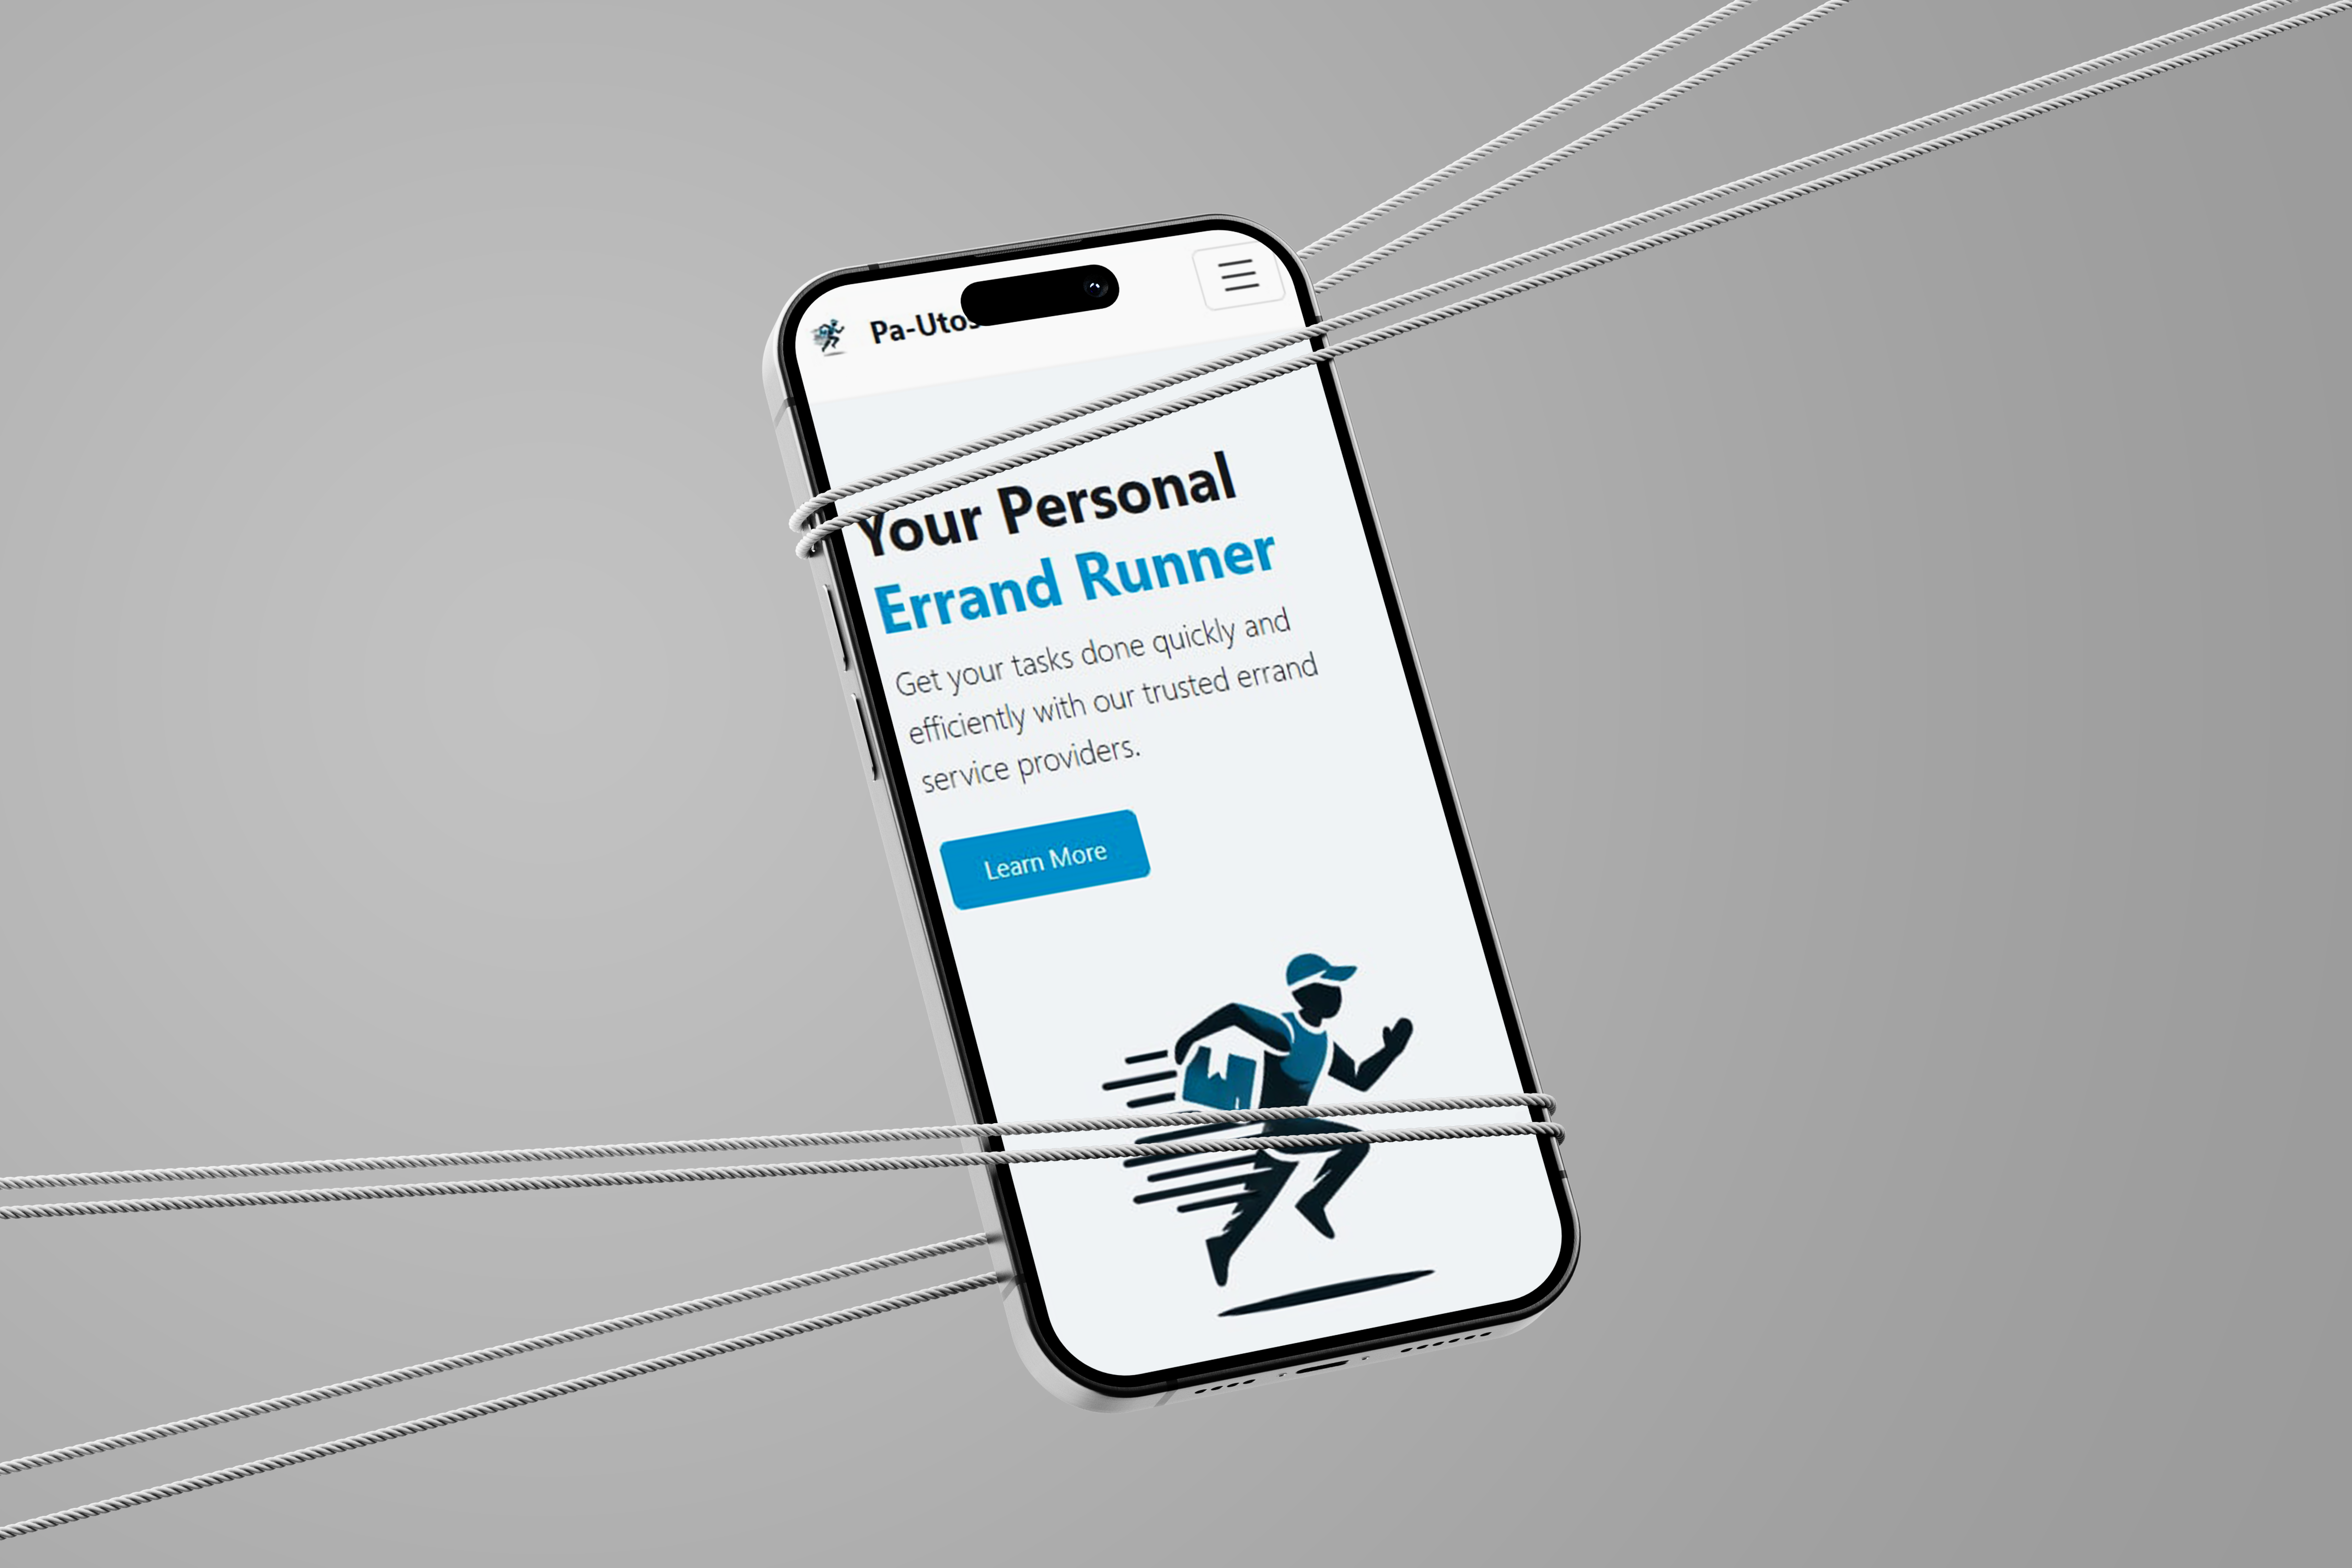 Pa-Utos
Your Personal
Errand Runner
Get your tasks done quickly and
efficiently with our trusted errand
service providers.
Learn More